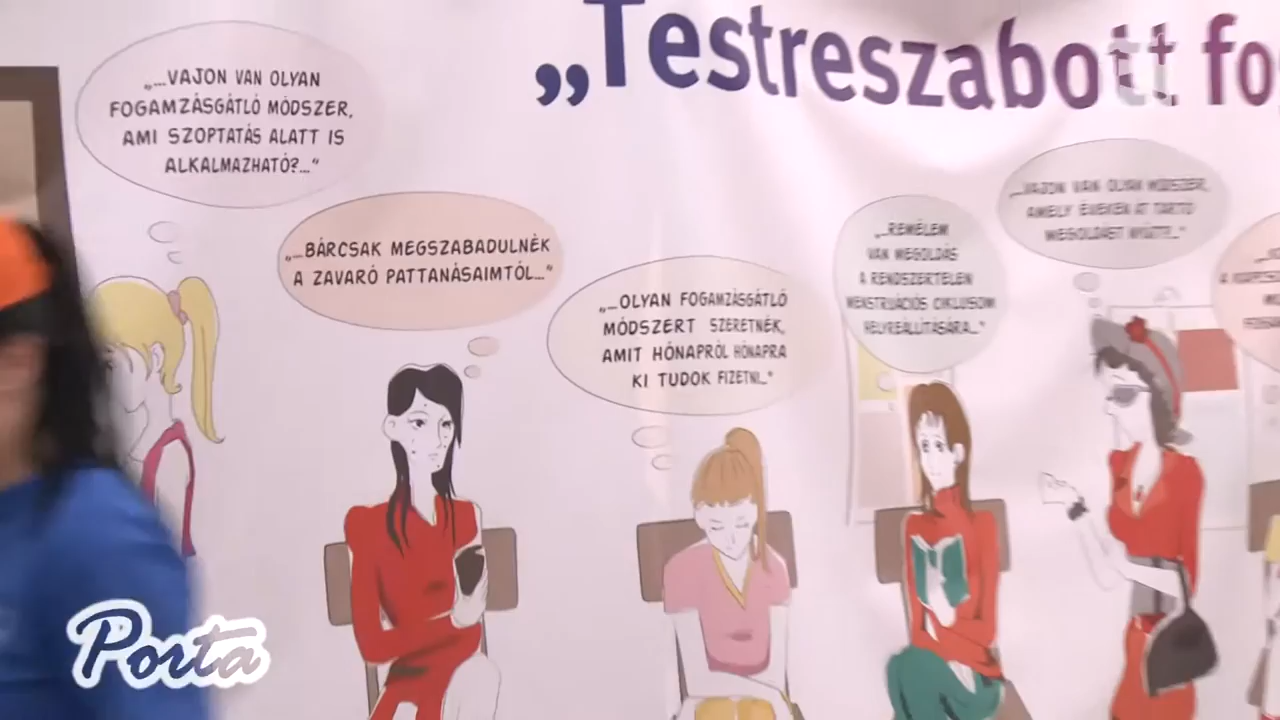 „Testreszabott fo
„...VAJON VAN OLYAN
FOGAMZÁSGÁTLÓ MÓDSZER,
AMI SZOPTATÁS ALATT IS
ALKALMAZHATÓ?...“
„...BÁRCSAK MEGSZABADULNÉK
A ZAVARÓ PATTANÁSAIMTÓL...“
„...OLYAN FOGAMZÁSGÁTLÓ
MÓDSZERT SZERETNÉK,
AMIT HÓNAPRÓL HÓNAPRA
KI TUDOK FIZETNI...“
„...REMÉLEM
VAN MEGOLDÁS
A RENDSZERTELEN
MENSTRUÁCIÓS CIKLUSOM
HELYREÁLLÍTÁSÁRA...“
„...VAJON VAN OLYAN MÓDSZER,
AMELY ÉVEKEN ÁT TARTÓ
MEGOLDÁST NYÚJT?...“
Porta